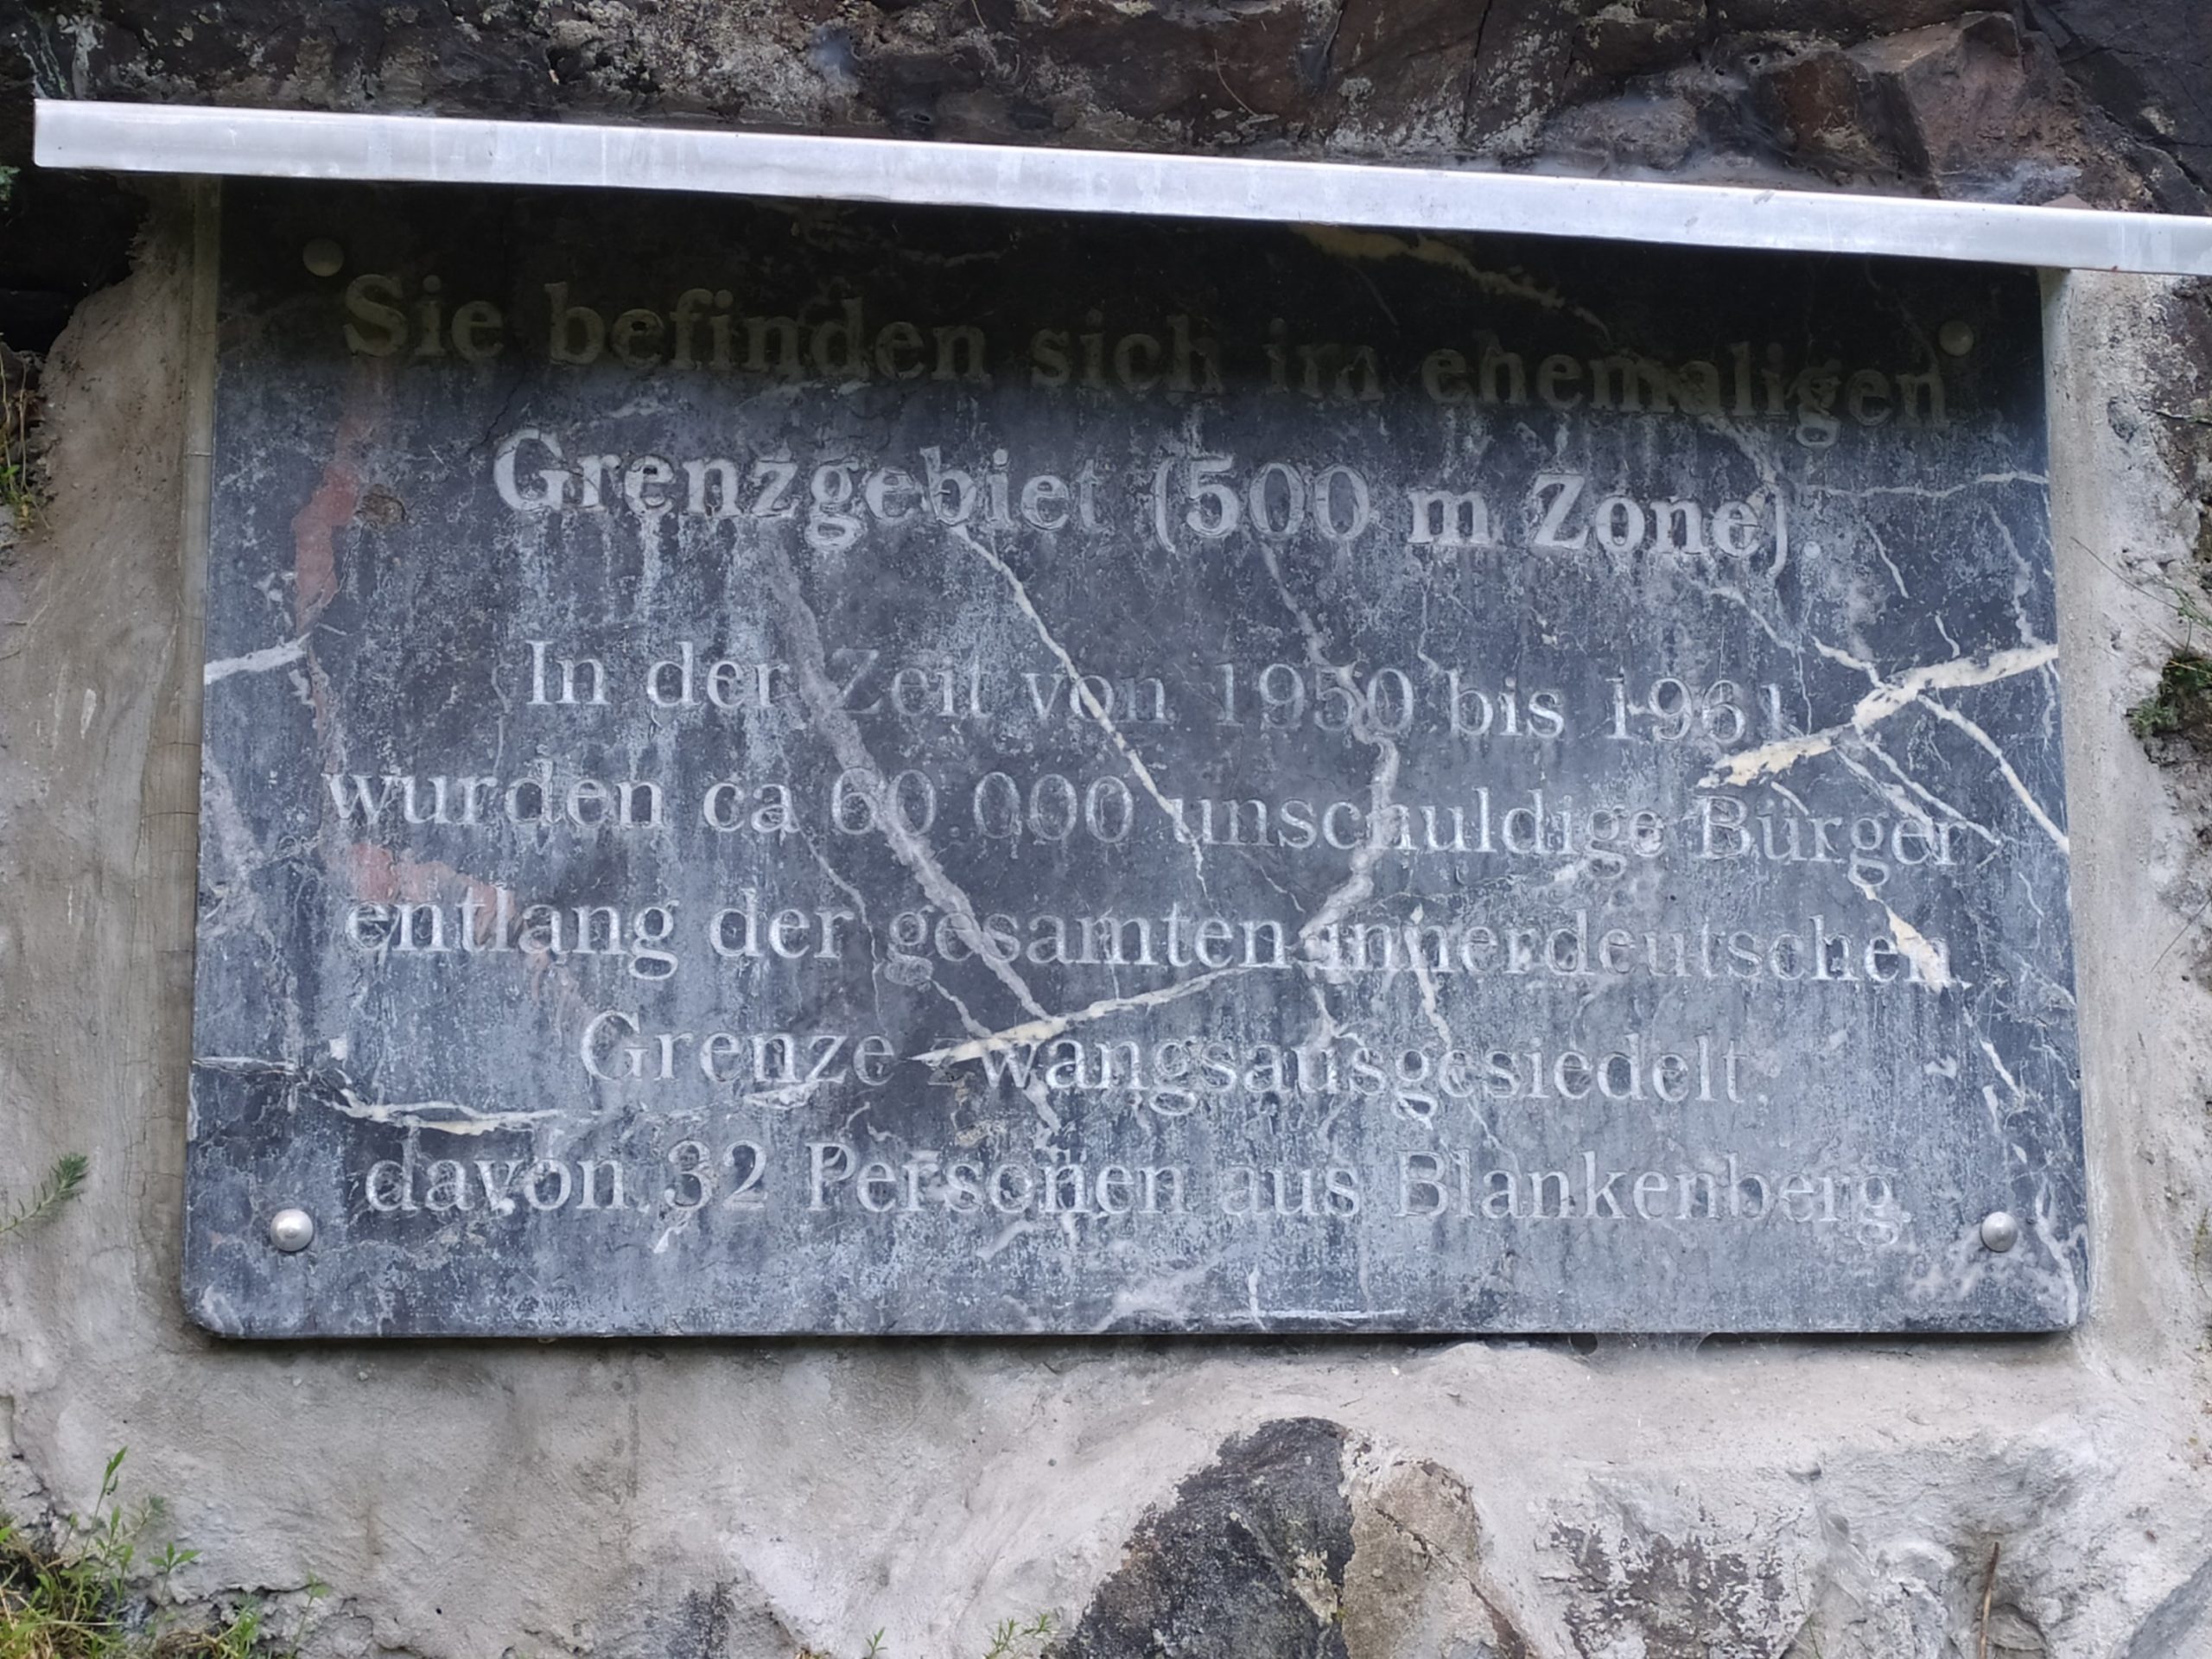 Sie befinden sich im ehemaligen
Grenzgebiet (500 m Zone).
In der Zeit von 1950 bis 1961
wurden ca 60.000 unschuldige Bürger
entlang der gesamten innerdeutschen
Grenze zwangsausgesiedelt.
davon 32 Personen aus Blankenberg.